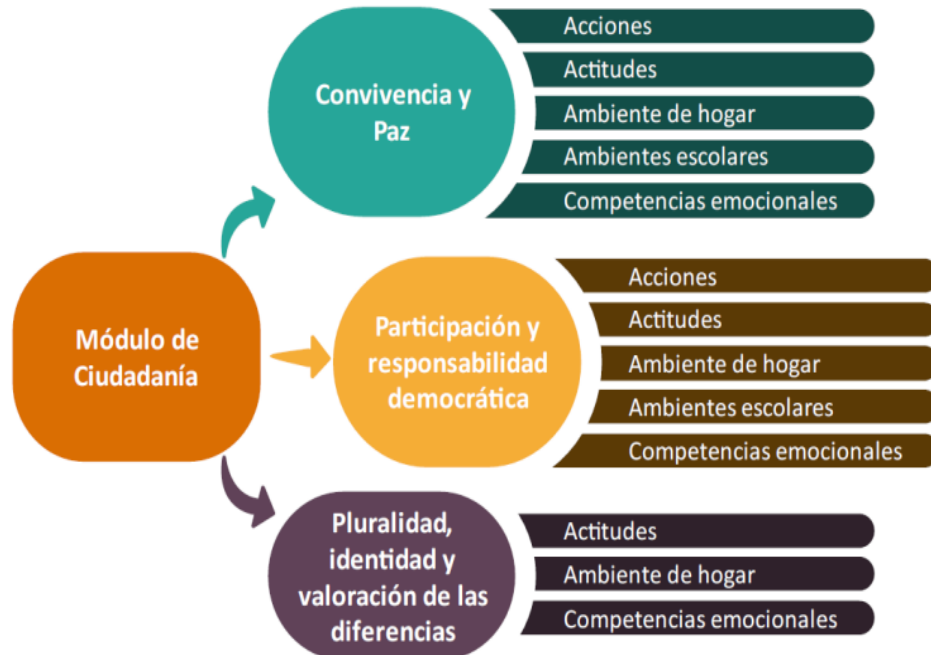 Módulo de
Ciudadanía
Convivencia y
Paz
Acciones
Actitudes
Ambiente de hogar
Ambientes escolares
Competencias emocionales
Participación y
responsabilidad
democrática
Acciones
Actitudes
Ambiente de hogar
Ambientes escolares
Competencias emocionales
Pluralidad,
identidad y
valoración de las
diferencias
Actitudes
Ambiente de hogar
Competencias emocionales